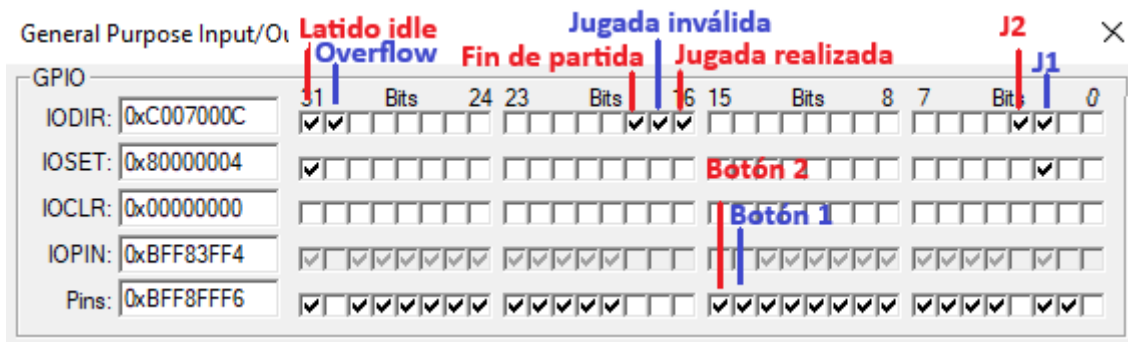 General Purpose Input/Ou
Latido idle
Overflow
Jugada inválida
Fin de partida
Jugada realizada
J2
J1
GPIO
31 Bits 24 23 Bits 16 15 Bits 8 7 Bits 0
IODIR: 0xC007000C
IOSET: 0x80000004
Botón 2
IOCLR: 0x00000000
Botón 1
IOPIN: 0xBFF83FF4
Pins: 0xBFF8FFF6